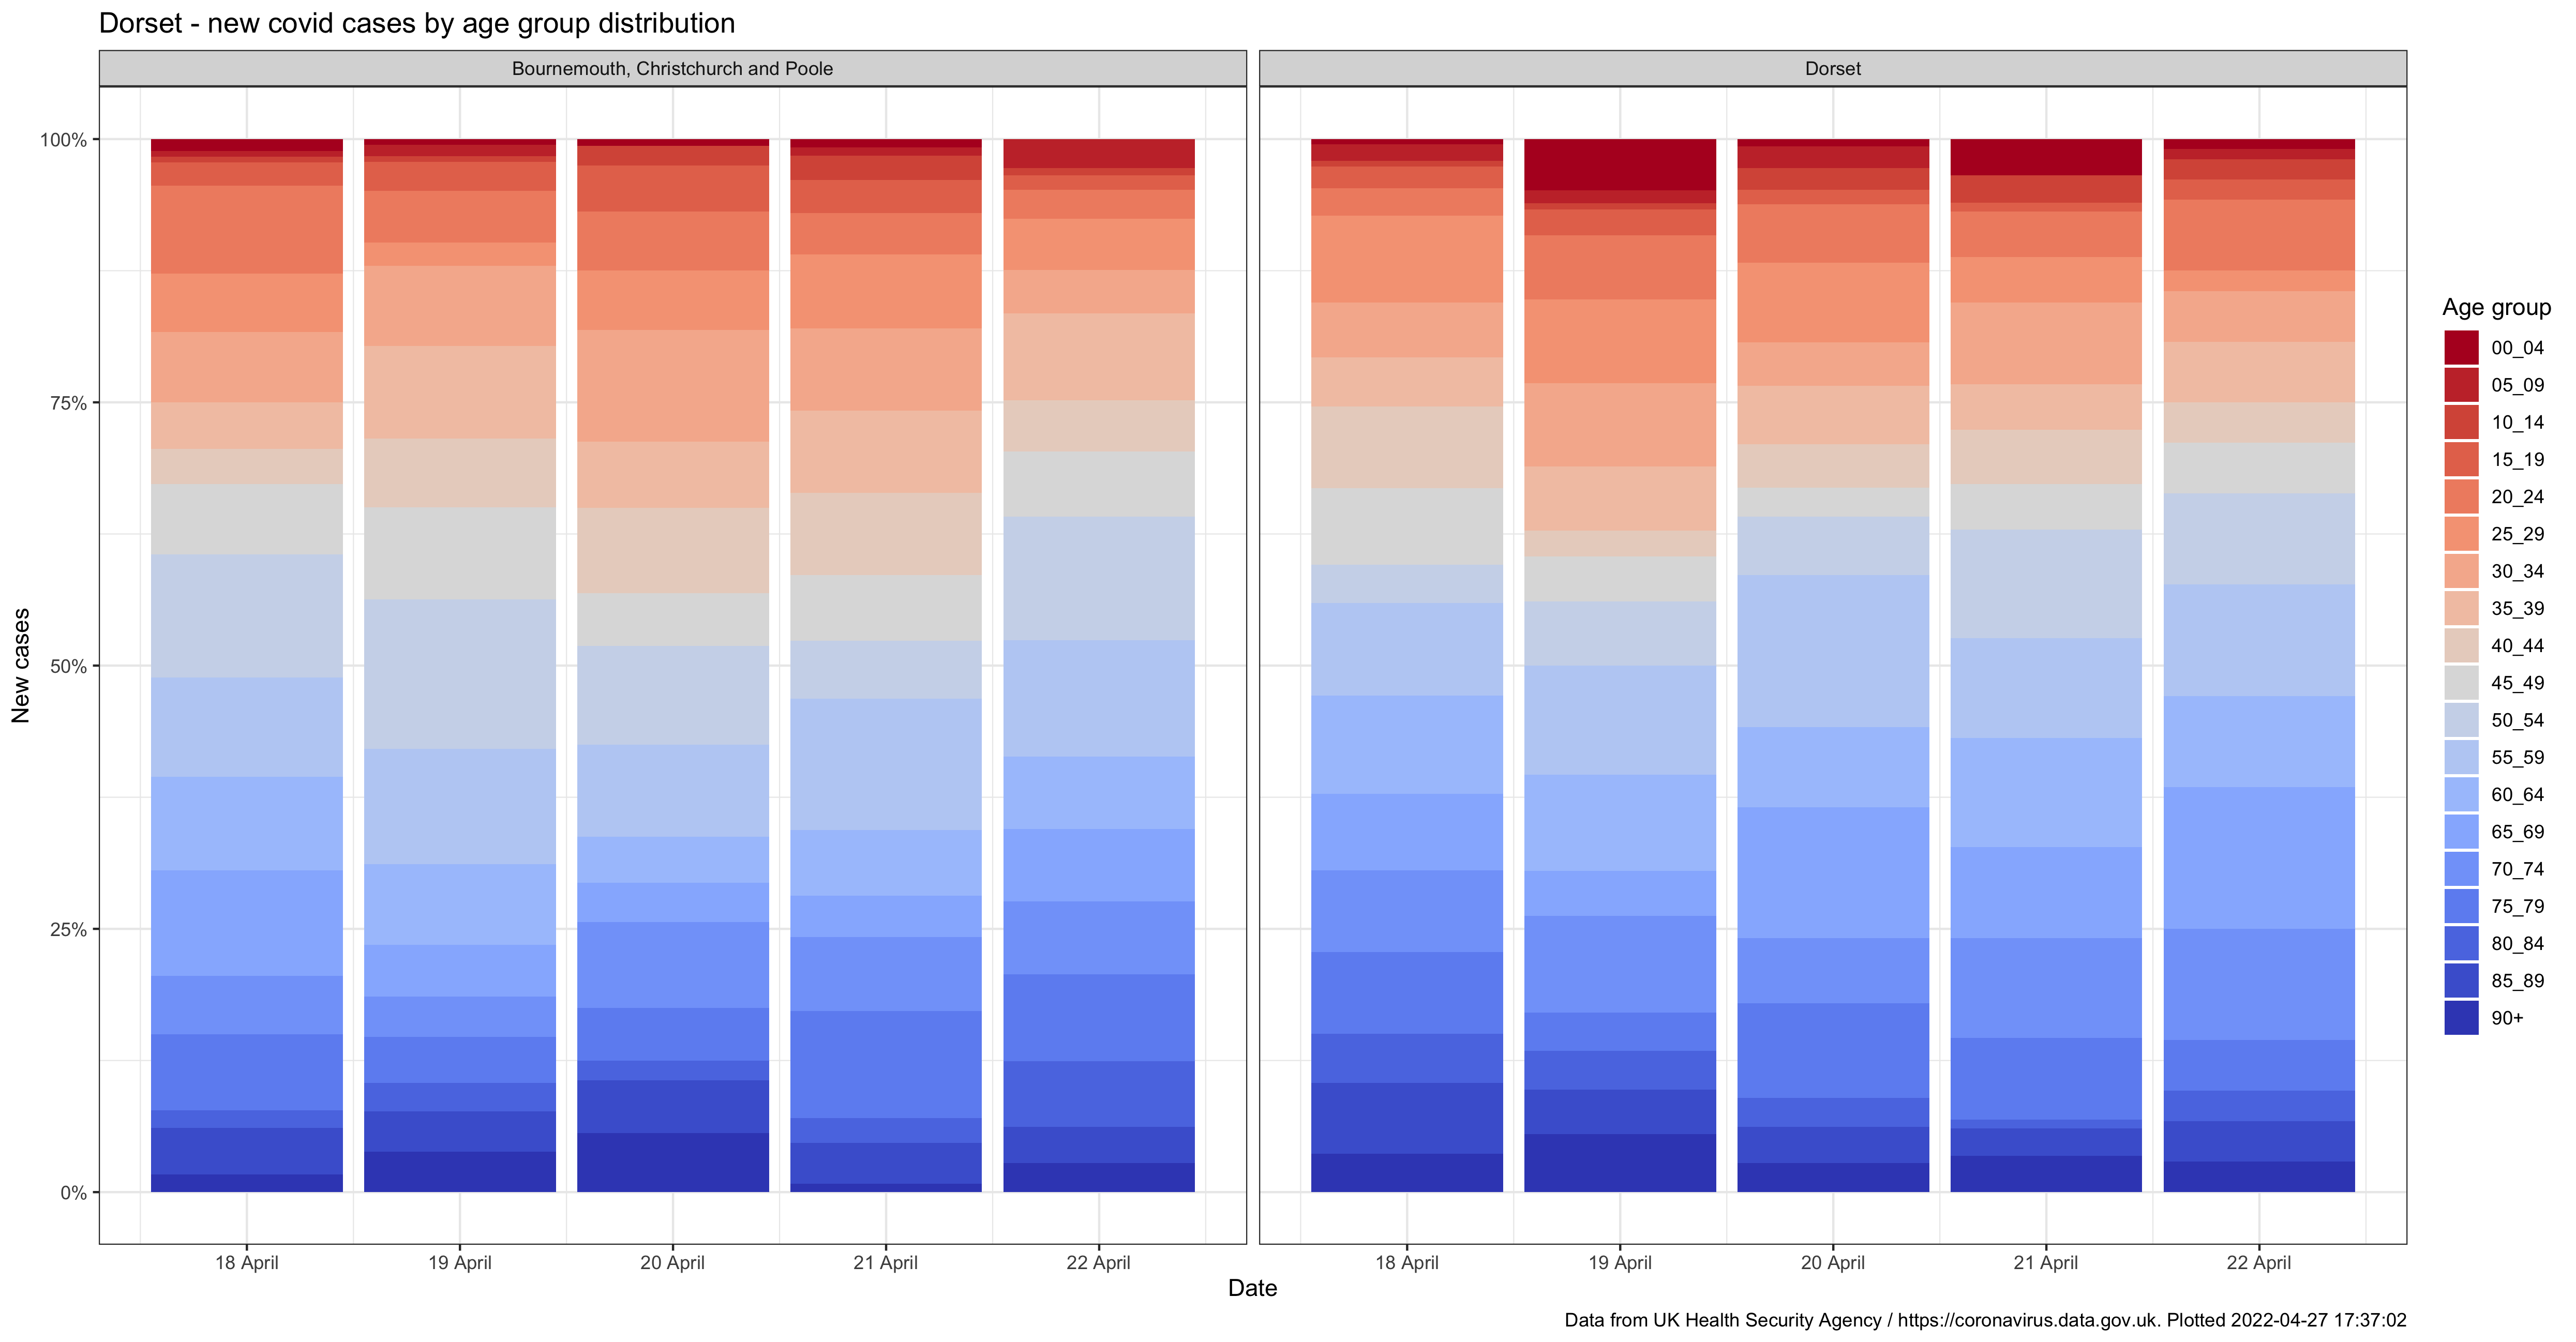 Dorset - new covid cases by age group distribution
Bournemouth, Christchurch and Poole
Dorset
100%
75%
50%
25%
0%
New cases
18 April
19 April
20 April
21 April
22 April
18 April
19 April
20 April
21 April
22 April
Date
Age group
00_04
05_09
10_14
15_19
20_24
25_29
30_34
35_39
40_44
45_49
50_54
55_59
60_64
65_69
70_74
75_79
80_84
85_89
90+
Data from UK Health Security Agency / https://coronavirus.data.gov.uk. Plotted 2022-04-27 17:37:02